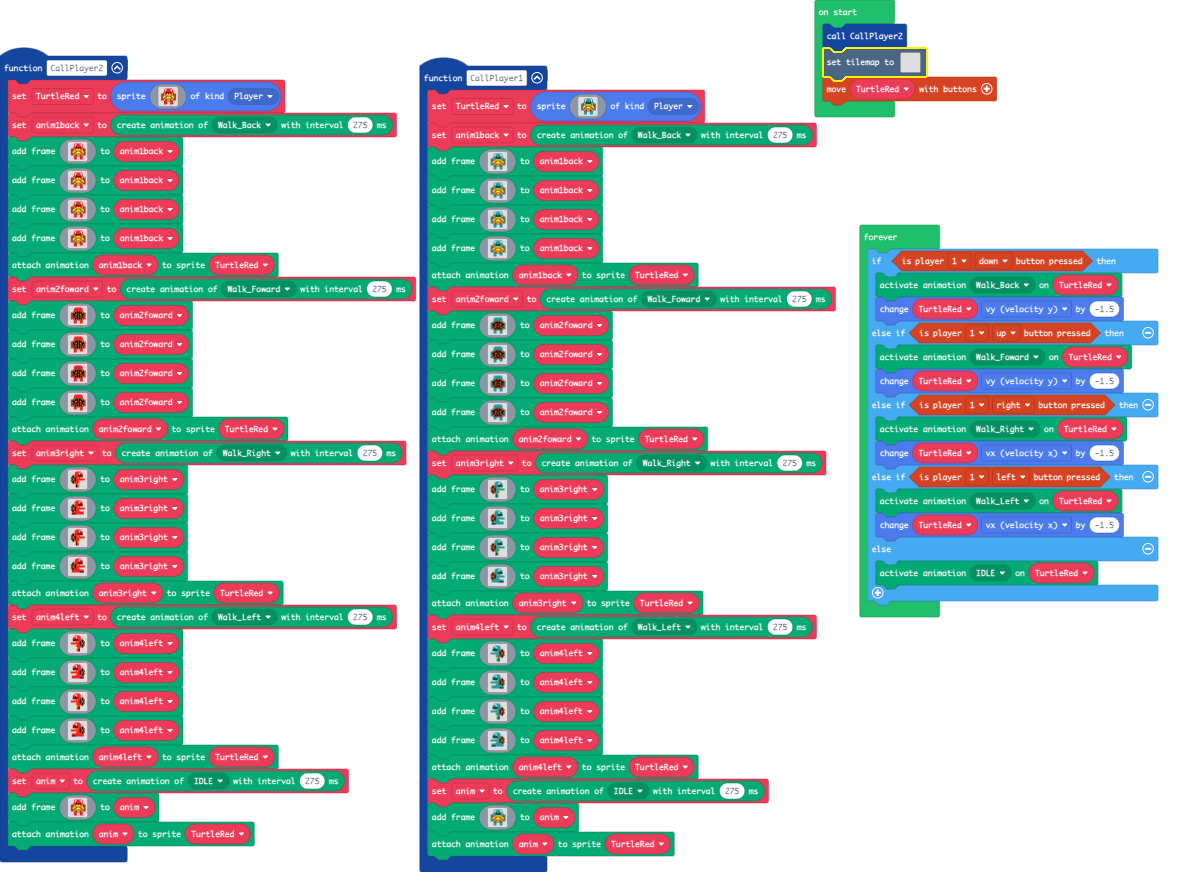 function CallPlayer2
set TurtleRed to sprite of kind Player
set anim1back to create animation of Walk_Back with interval 275 ms
add frame to anim1back
add frame to anim1back
add frame to anim1back
add frame to anim1back
attach animation anim1back to sprite TurtleRed
set anim2foward to create animation of Walk_Foward with interval 275 ms
add frame to anim2foward
add frame to anim2foward
add frame to anim2foward
add frame to anim2foward
attach animation anim2foward to sprite TurtleRed
set anim3right to create animation of Walk_Right with interval 275 ms
add frame to anim3right
add frame to anim3right
add frame to anim3right
add frame to anim3right
attach animation anim3right to sprite TurtleRed
set anim4left to create animation of Walk_Left with interval 275 ms
add frame to anim4left
add frame to anim4left
add frame to anim4left
add frame to anim4left
attach animation anim4left to sprite TurtleRed
set anim to create animation of IDLE with interval 275 ms
add frame to anim
attach animation anim to sprite TurtleRed
function CallPlayer1
set TurtleRed to sprite of kind Player
set anim1back to create animation of Walk_Back with interval 275 ms
add frame to anim1back
add frame to anim1back
add frame to anim1back
add frame to anim1back
attach animation anim1back to sprite TurtleRed
set anim2foward to create animation of Walk_Foward with interval 275 ms
add frame to anim2foward
add frame to anim2foward
add frame to anim2foward
add frame to anim2foward
attach animation anim2foward to sprite TurtleRed
set anim3right to create animation of Walk_Right with interval 275 ms
add frame to anim3right
add frame to anim3right
add frame to anim3right
add frame to anim3right
attach animation anim3right to sprite TurtleRed
set anim4left to create animation of Walk_Left with interval 275 ms
add frame to anim4left
add frame to anim4left
add frame to anim4left
add frame to anim4left
attach animation anim4left to sprite TurtleRed
set anim to create animation of IDLE with interval 275 ms
add frame to anim
attach animation anim to sprite TurtleRed
on start
call CallPlayer2
set tilemap to
move TurtleRed with buttons
forever
if is player 1 down button pressed then
activate animation Walk_Back on TurtleRed
change TurtleRed vy (velocity y) by -1.5
else if is player 1 up button pressed then
activate animation Walk_Foward on TurtleRed
change TurtleRed vy (velocity y) by -1.5
else if is player 1 right button pressed then
activate animation Walk_Right on TurtleRed
change TurtleRed vx (velocity x) by -1.5
else if is player 1 left button pressed then
activate animation Walk_Left on TurtleRed
change TurtleRed vx (velocity x) by -1.5
else
activate animation IDLE on TurtleRed